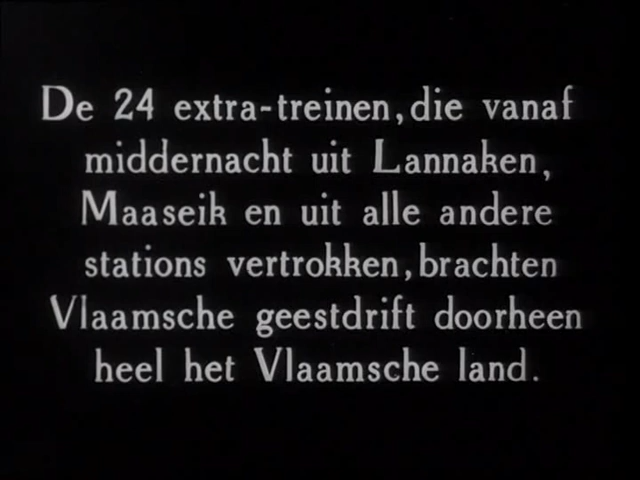 De 24 extra-treinen, die vanaf
middernacht uit Lannaken,
Maaseik en uit alle andere
stations vertrokken, brachten
Vlaamsche geestdrift doorheen
heel het Vlaamsche land.